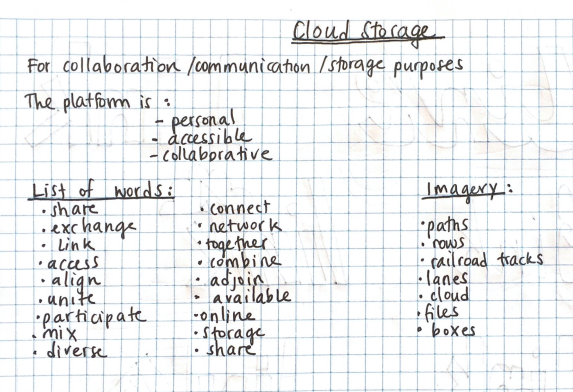 Cloud Storage
For collaboration /communication /storage purposes
The platform is :
- personal
- accessible
- collaborative
List of words:
• share
• exchange
• Link
• access
• align
• unite
• participate
• mix
• diverse
• connect
• network
• together
• combine
• adjoin
• available
• online
• storage
• share
Imagery :
• paths
• rows
• railroad tracks
• lanes
• cloud
• files
• boxes